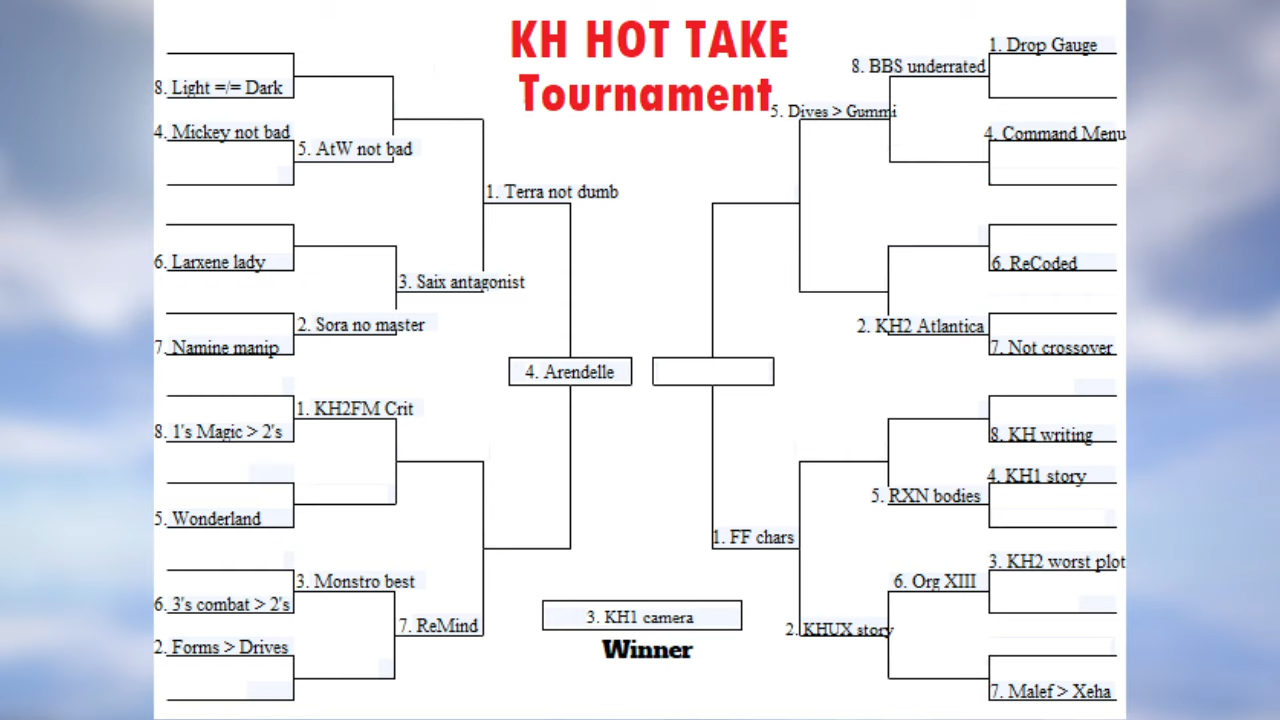 KH HOT TAKE
Tournament
8. Light =/= Dark
4. Mickey not bad
5. AtW not bad
1. Terra not dumb
6. Larxene lady
3. Saix antagonist
2. Sora no master
7. Namine manip
4. Arendelle
1. KH2FM Crit
8. 1's Magic > 2's
5. Wonderland
3. Monstro best
6. 3's combat > 2's
7. ReMind
2. Forms > Drives
3. KH1 camera
Winner
1. Drop Gauge
8. BBS underrated
5. Dives > Gummi
4. Command Menu
6. ReCoded
2. KH2 Atlantica
7. Not crossover
8. KH writing
4. KH1 story
5. RXN bodies
1. FF chars
3. KH2 worst plot
6. Org XIII
2. KHUX story
7. Malef > Xeha